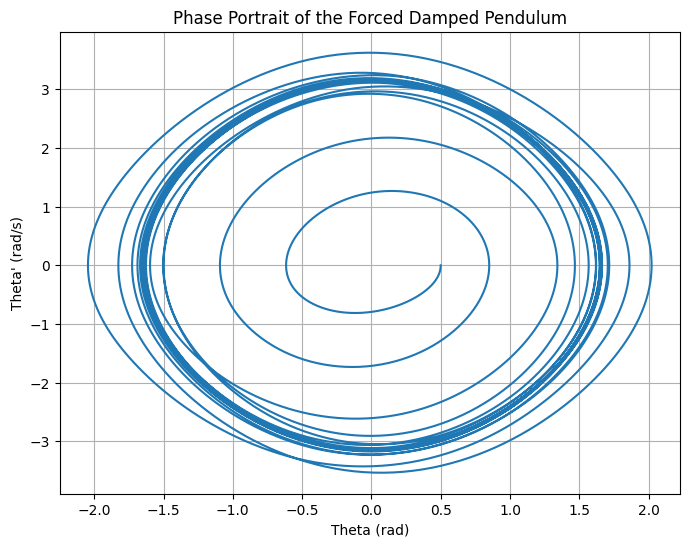 Phase Portrait of the Forced Damped Pendulum
Theta' (rad/s)
3
2
1
0
−1
−2
−3
−2.0 −1.5 −1.0 −0.5 0.0 0.5 1.0 1.5 2.0
Theta (rad)